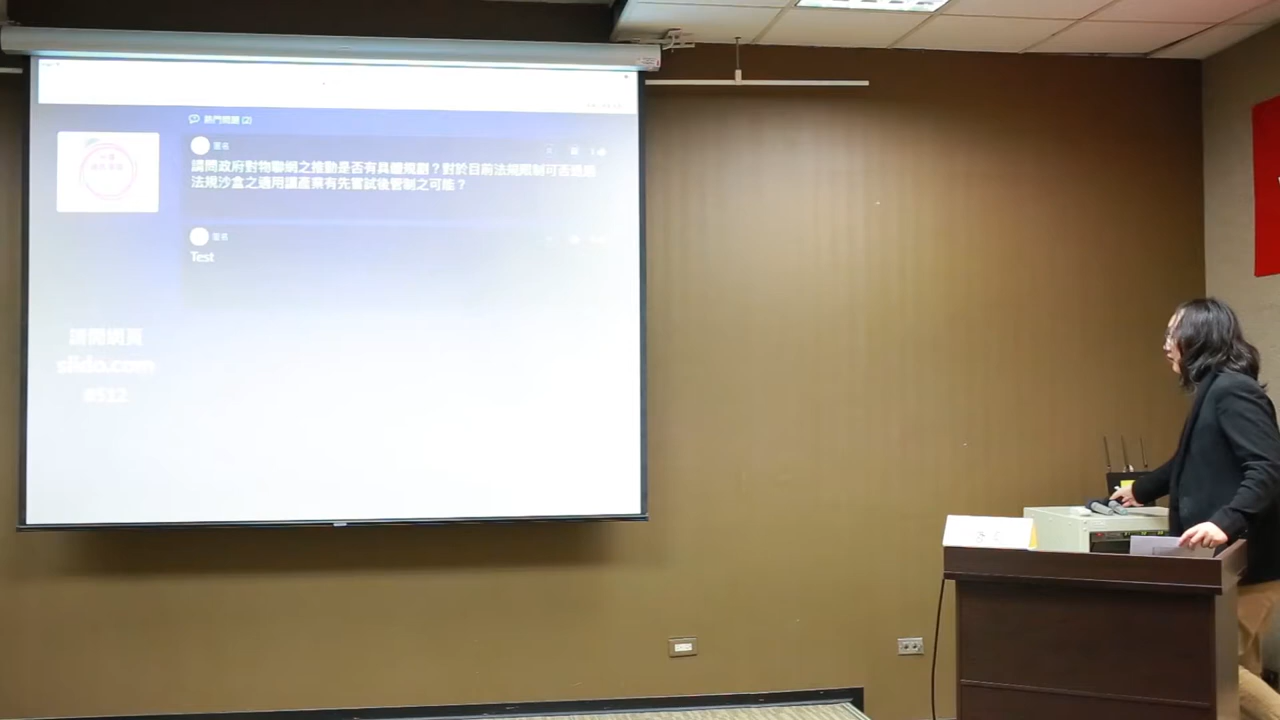 熱門問題 (2)
匿名
請問政府對物聯網之推動是否有具體規劃？對於目前法規限制可否透過
法規沙盒之適用讓產業有先嘗試後管制之可能？
匿名
Test
請開網頁
slido.com